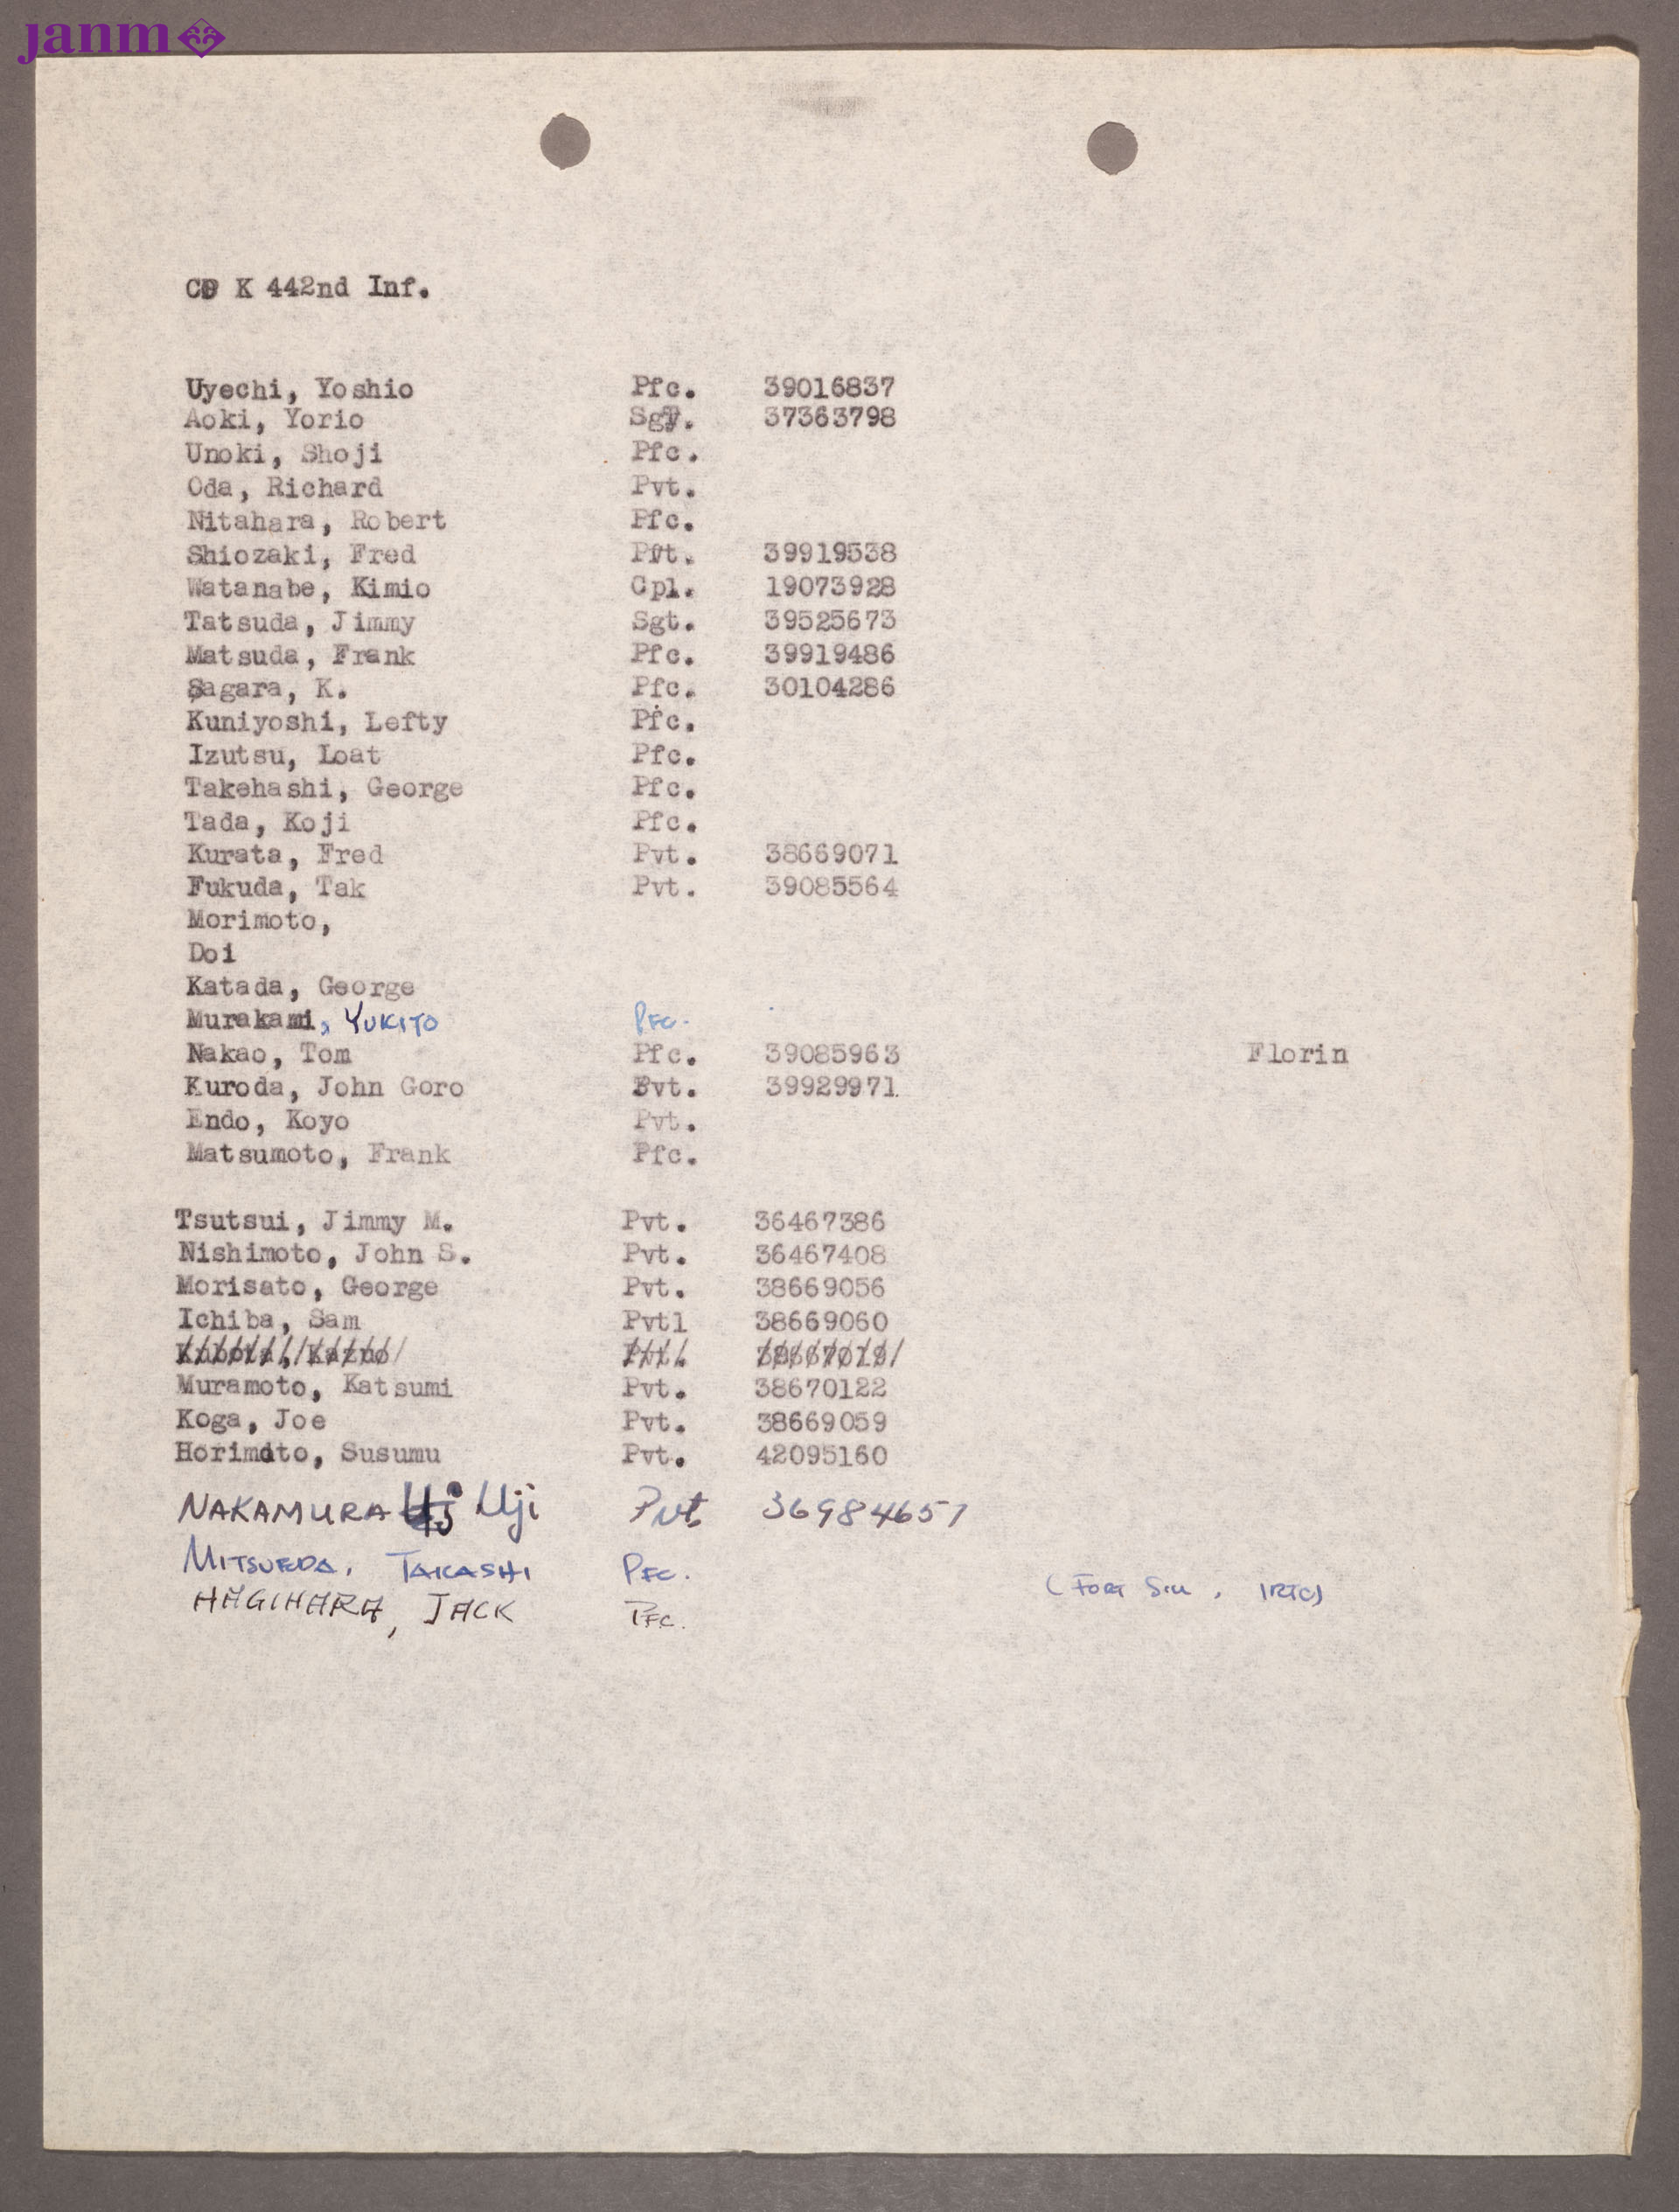 janm
Co K 442nd Inf.
Uyechi, Yoshio Pfc. 39016837
Aoki, Yorio Sgt. 37363798
Unoki, Shoji Pfc.
Oda, Richard Pvt.
Nitahara, Robert Pfc.
Shiozaki, Fred Pvt. 39919538
Watanabe, Kimio Cpl. 19073928
Tatsuda, Jimmy Sgt. 39525673
Matsuda, Frank Pfc. 39919486
Sagara, K. Pfc. 30104286
Kuniyoshi, Lefty Pfc.
Izutsu, Loat Pfc.
Takehashi, George Pfc.
Tada, Koji Pfc.
Kurata, Fred Pvt. 38669071
Fukuda, Tak Pvt. 39085564
Morimoto,
Doi
Katada, George
Murakami, YUKITO PFC.
Nakao, Tom Pfc. 39085963 Florin
Kuroda, John Goro Pvt. 39929971
Endo, Koyo Pvt.
Matsumoto, Frank Pfc.
Tsutsui, Jimmy M. Pvt. 36467386
Nishimoto, John S. Pvt. 36467408
Morisato, George Pvt. 38669056
Ichiba, Sam Pvtl 38669060
Muramoto, Katsumi Pvt. 38670122
Koga, Joe Pvt. 38669059
Horimoto, Susumu Pvt. 42095160
NAKAMURA Uji Pvt. 36984657
MITSUEDA, TAKASHI PFC. (FORT SILL, IRTC)
HAGIHARA, JACK PFC.